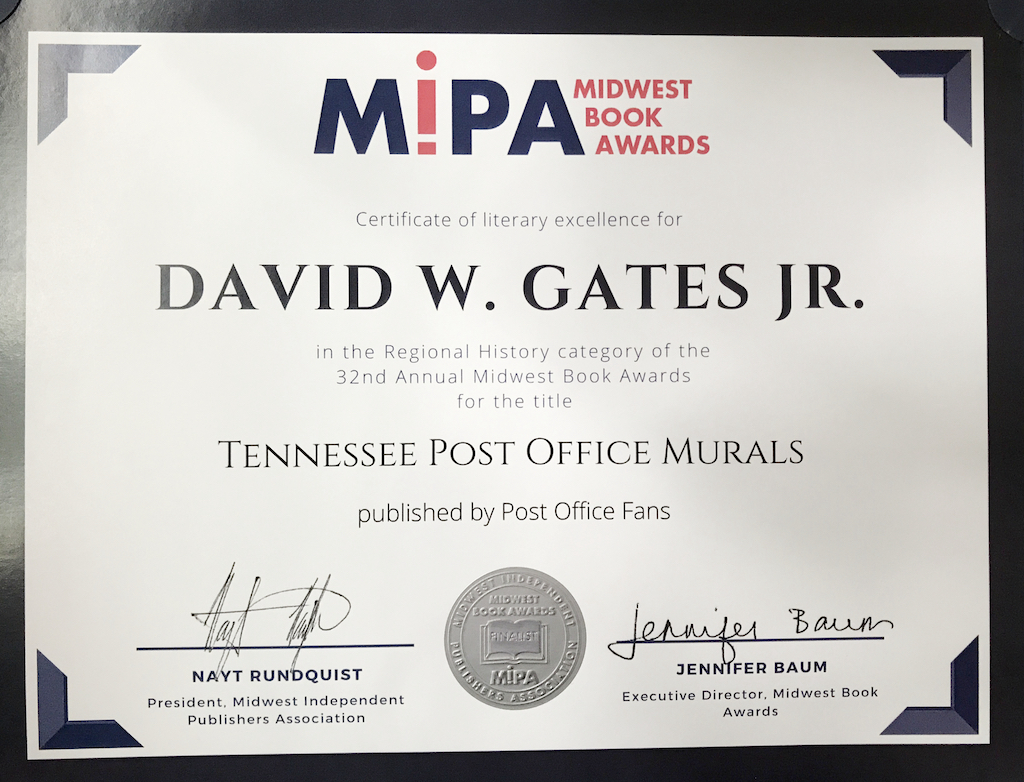 MiPA MIDWEST
BOOK
AWARDS
Certificate of literary excellence for
DAVID W. GATES JR.
in the Regional History category of the
32nd Annual Midwest Book Awards
for the title
TENNESSEE POST OFFICE MURALS
published by Post Office Fans
MIDWEST INDEPENDENT
PUBLISHERS ASSOCIATION
MIDWEST
BOOK AWARDS
FINALIST
MiPA
Jennifer Baum
NAYT RUNDQUIST
President, Midwest Independent
Publishers Association
JENNIFER BAUM
Executive Director, Midwest Book
Awards